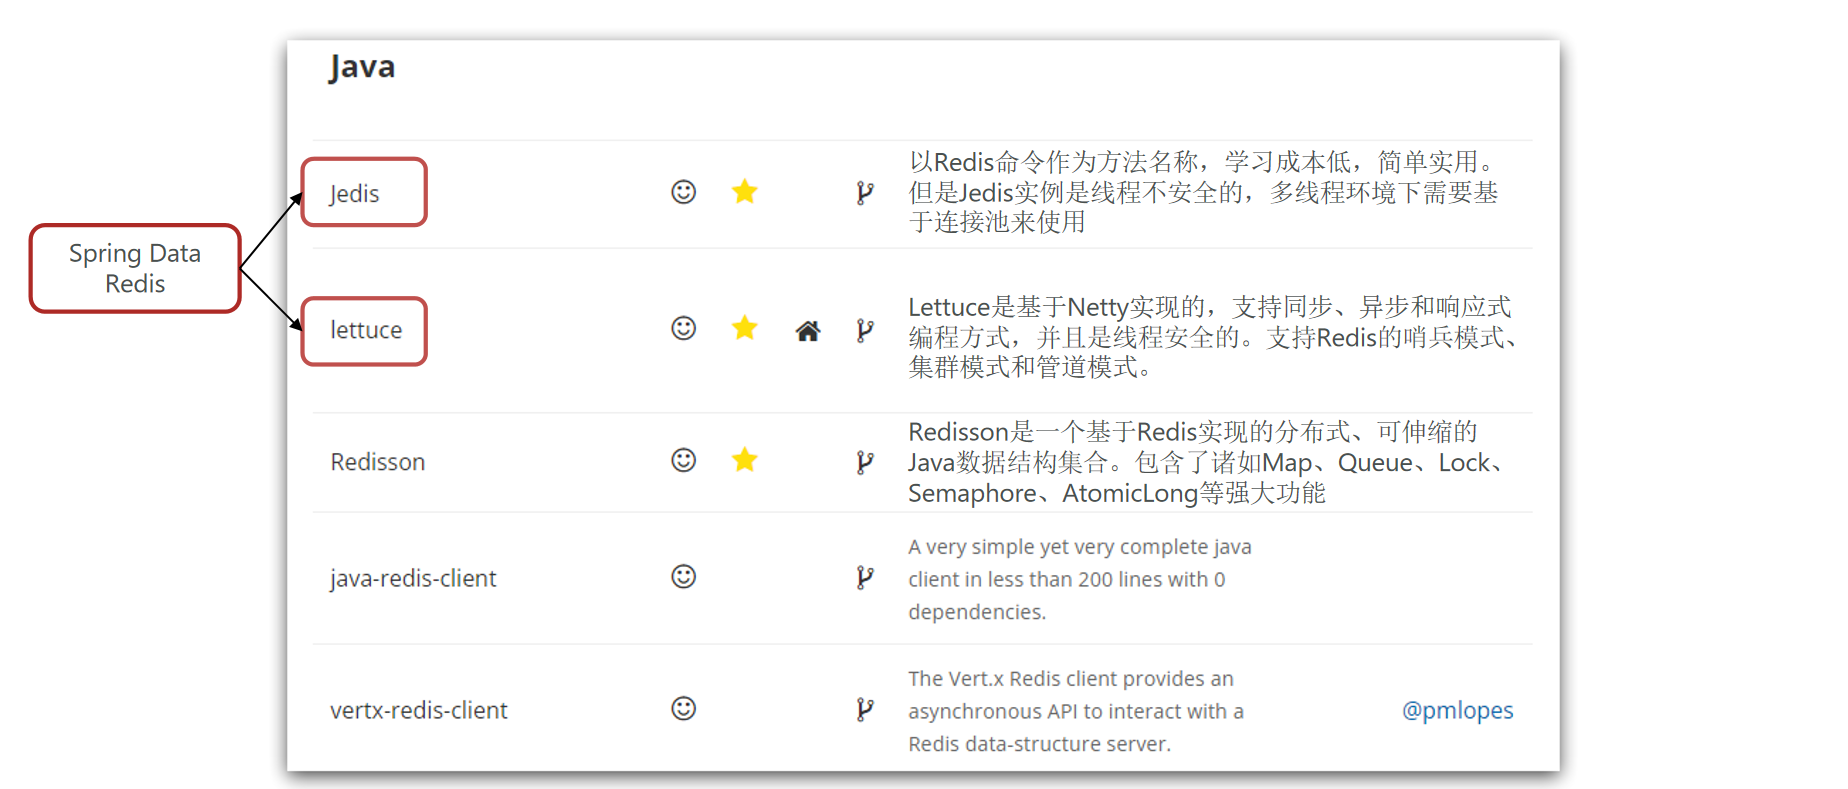 Java
Spring Data
Redis
Jedis
以Redis命令作为方法名称，学习成本低，简单实用。
但是Jedis实例是线程不安全的，多线程环境下需要基
于连接池来使用
lettuce
Lettuce是基于Netty实现的，支持同步、异步和响应式
编程方式，并且是线程安全的。支持Redis的哨兵模式、
集群模式和管道模式。
Redisson
Redisson是一个基于Redis实现的分布式、可伸缩的
Java数据结构集合。包含了诸如Map、Queue、Lock、
Semaphore、AtomicLong等强大功能
java-redis-client
A very simple yet very complete java
client in less than 200 lines with 0
dependencies.
vertx-redis-client
The Vert.x Redis client provides an
asynchronous API to interact with a
Redis data-structure server.
@pmlopes